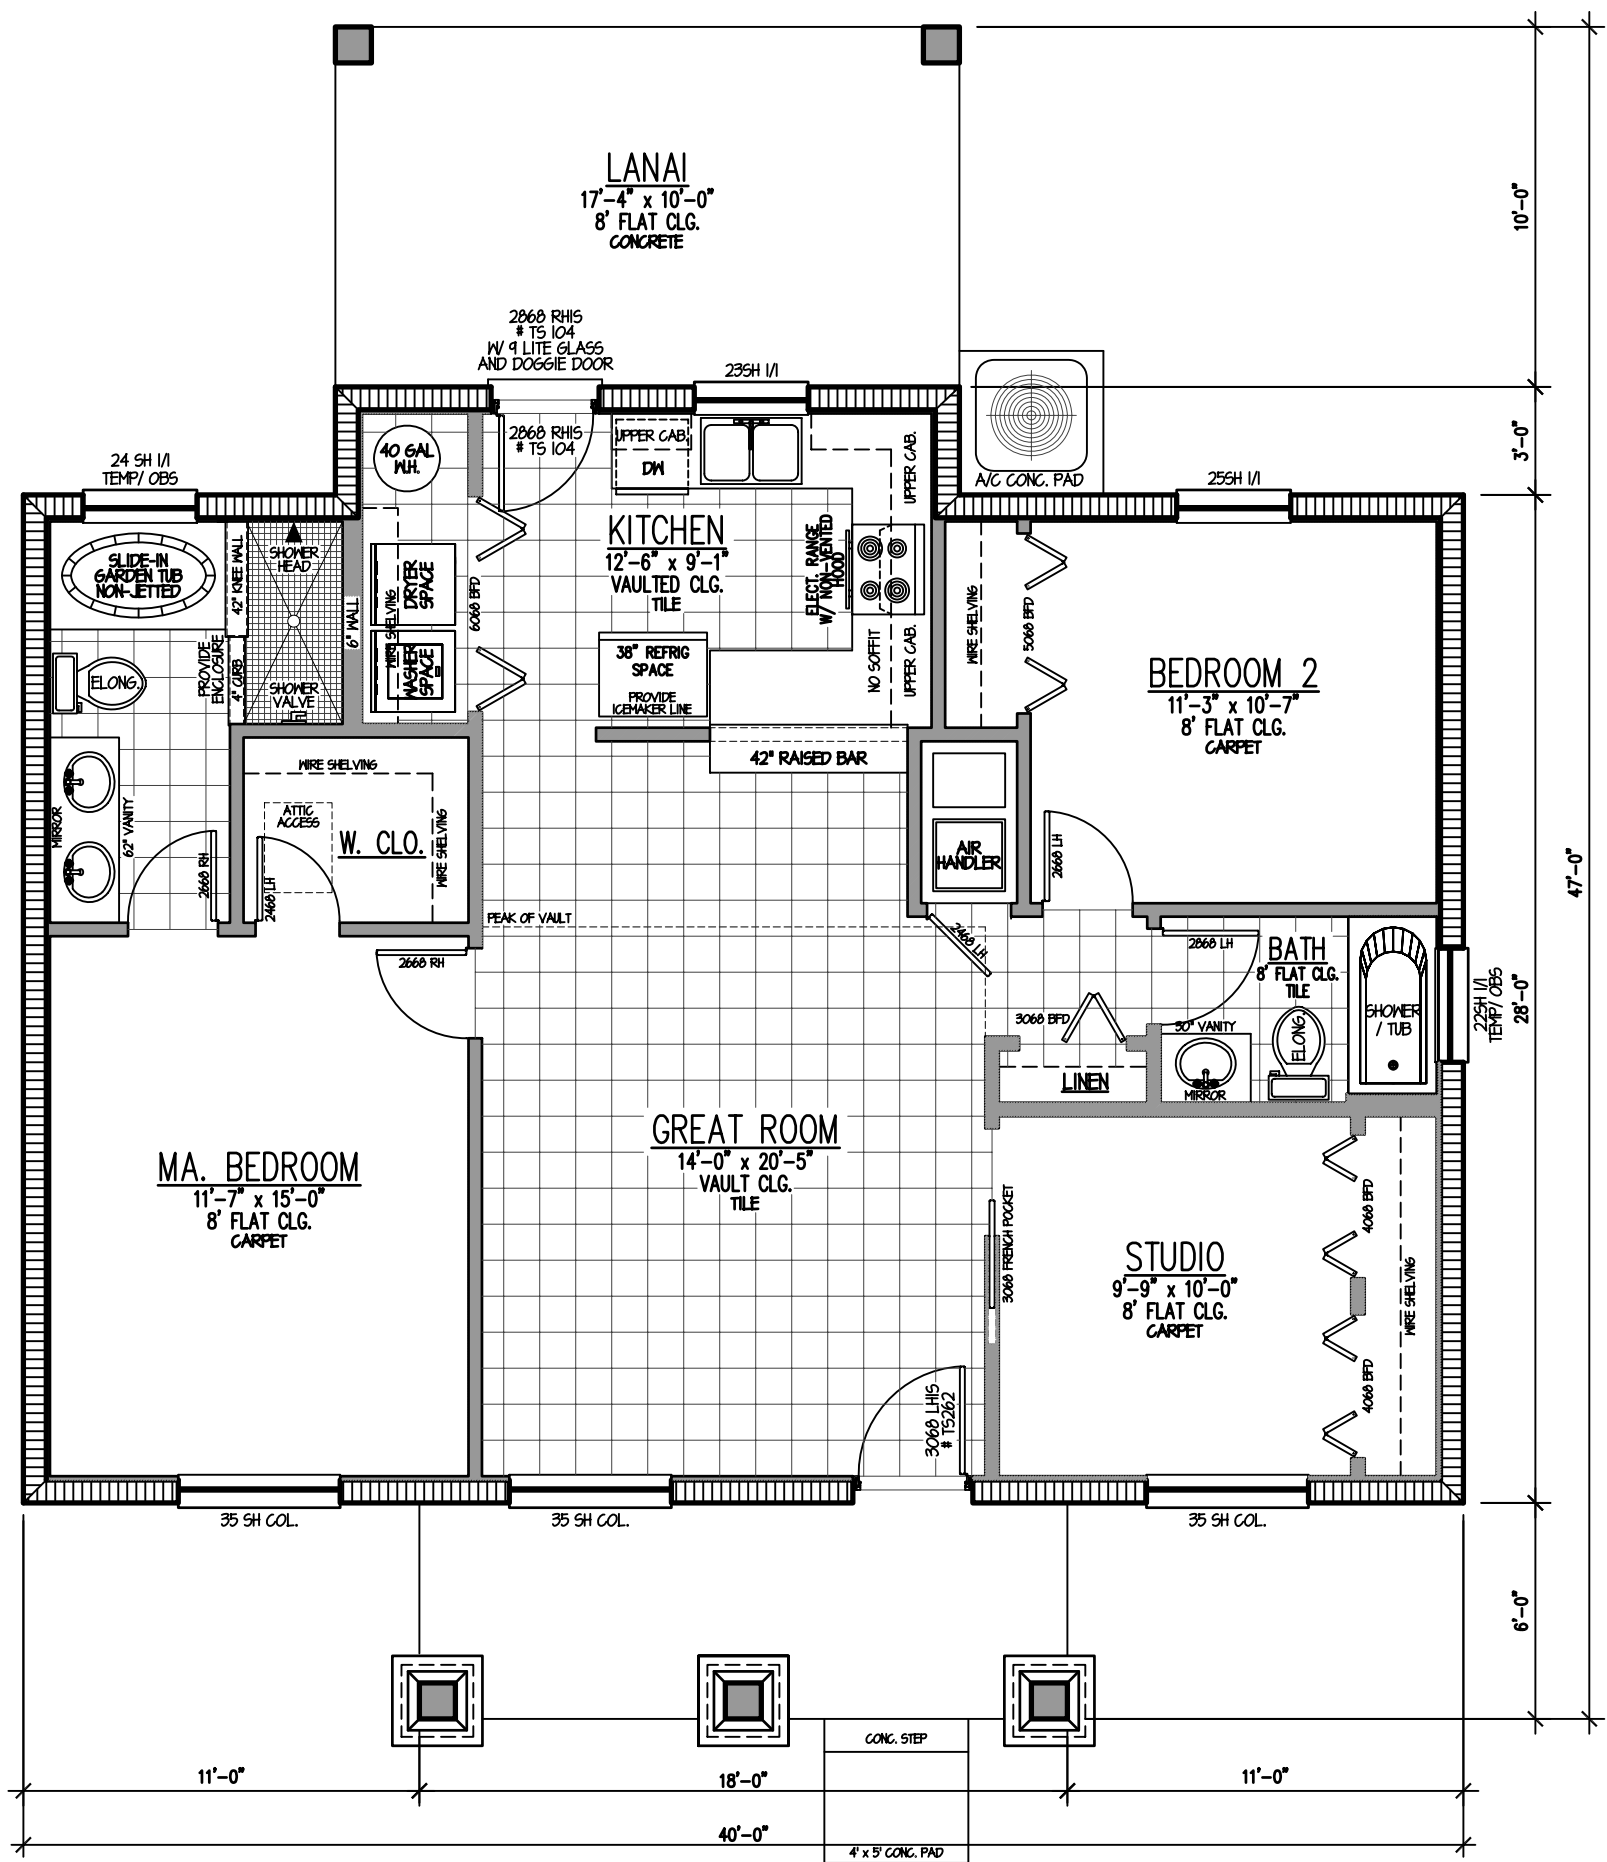 LANAI
17'-4" x 10'-0"
8' FLAT CLG.
CONCRETE
10'-0"
2868 RHIS
# TS 104
W/ 9 LITE GLASS
AND DOGGIE DOOR
23SH 1/1
3'-0"
A/C CONC. PAD
25SH 1/1
24 SH 1/1
TEMP/ OBS
40 GAL
W.H.
2868 RHIS
# TS 104
UPPER CAB.
DW
UPPER CAB.
KITCHEN
12'-6" x 9'-1"
VAULTED CLG.
TILE
ELECT. RANGE
W/ NON-VENTED
HOOD
NO SOFFIT
UPPER CAB.
SLIDE-IN
GARDEN TUB
NON-JETTED
42" KNEE WALL
SHOWER
HEAD
6" WALL
WIRE SHELVING
DRYER
SPACE
WASHER
SPACE
6068 BFD
38" REFRIG
SPACE
PROVIDE
ICEMAKER LINE
WIRE SHELVING
5068 BFD
BEDROOM 2
11'-3" x 10'-7"
8' FLAT CLG.
CARPET
PROVIDE
ENCLOSURE
4" CURB
SHOWER
VALVE
ELONG.
42" RAISED BAR
WIRE SHELVING
ATTIC
ACCESS
W. CLO.
WIRE SHELVING
MIRROR
62" VANITY
2668 RH
2468 LH
AIR
HANDLER
2668 LH
47'-0"
PEAK OF VAULT
2668 RH
2468 LH
2868 LH
BATH
8' FLAT CLG.
TILE
3068 BFD
30" VANITY
ELONG.
SHOWER
/ TUB
22SH 1/1
TEMP/ OBS
28'-0"
LINEN
MIRROR
MA. BEDROOM
11'-7" x 15'-0"
8' FLAT CLG.
CARPET
GREAT ROOM
14'-0" x 20'-5"
VAULT CLG.
TILE
3068 FRENCH POCKET
STUDIO
9'-9" x 10'-0"
8' FLAT CLG.
CARPET
4068 BFD
WIRE SHELVING
4068 BFD
3068 LHIS
# TS262
35 SH COL.
35 SH COL.
35 SH COL.
6'-0"
CONC. STEP
11'-0"
18'-0"
11'-0"
40'-0"
4' x 5' CONC. PAD